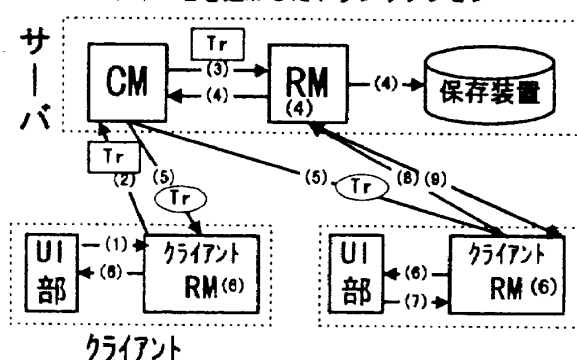 サーバ
Tr
CM
(3)
(4)
RM
(4)
(4)
保存装置
Tr
(2)
(5)
Tr
(5)
Tr
(8)
(9)
UI部
(1)
(6)
クライアント
RM(6)
UI部
(6)
(7)
クライアント
RM(6)
クライアント